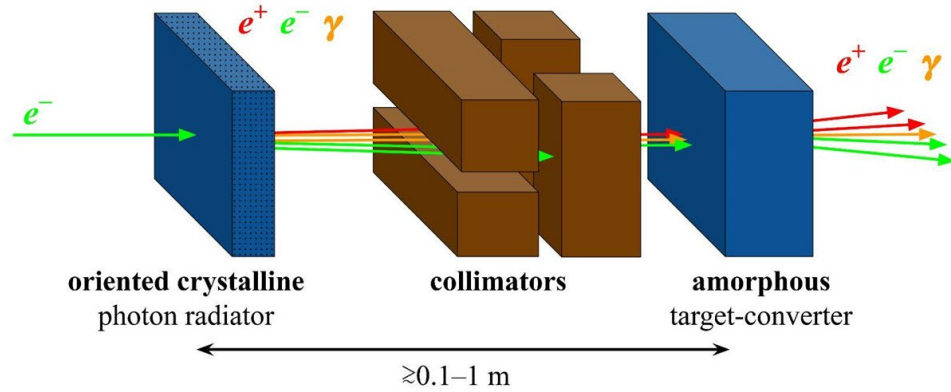 e⁺ e⁻ γ
e⁻
e⁺ e⁻ γ
oriented crystalline
photon radiator
collimators
amorphous
target-converter
≳0.1–1 m